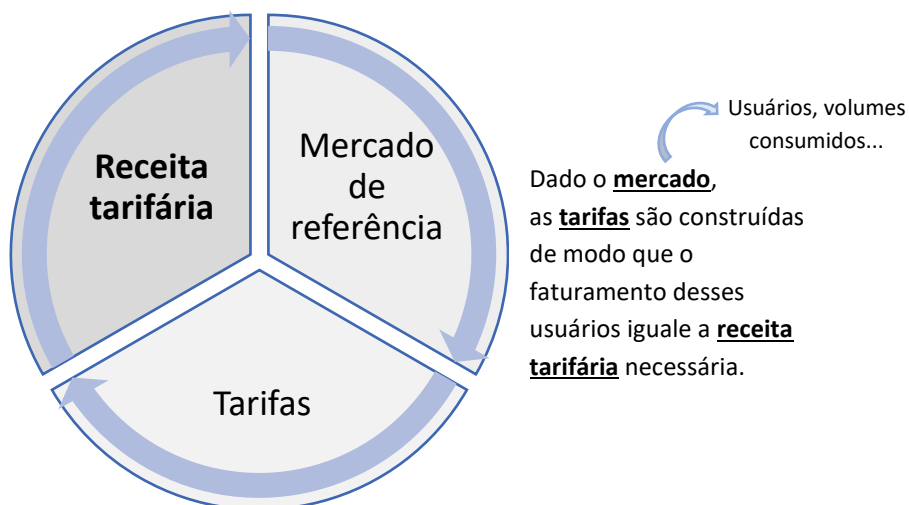 Receita
tarifária
Mercado
de
referência
Tarifas
Usuários, volumes
consumidos...
Dado o mercado,
as tarifas são construídas
de modo que o
faturamento desses
usuários iguale a receita
tarifária necessária.